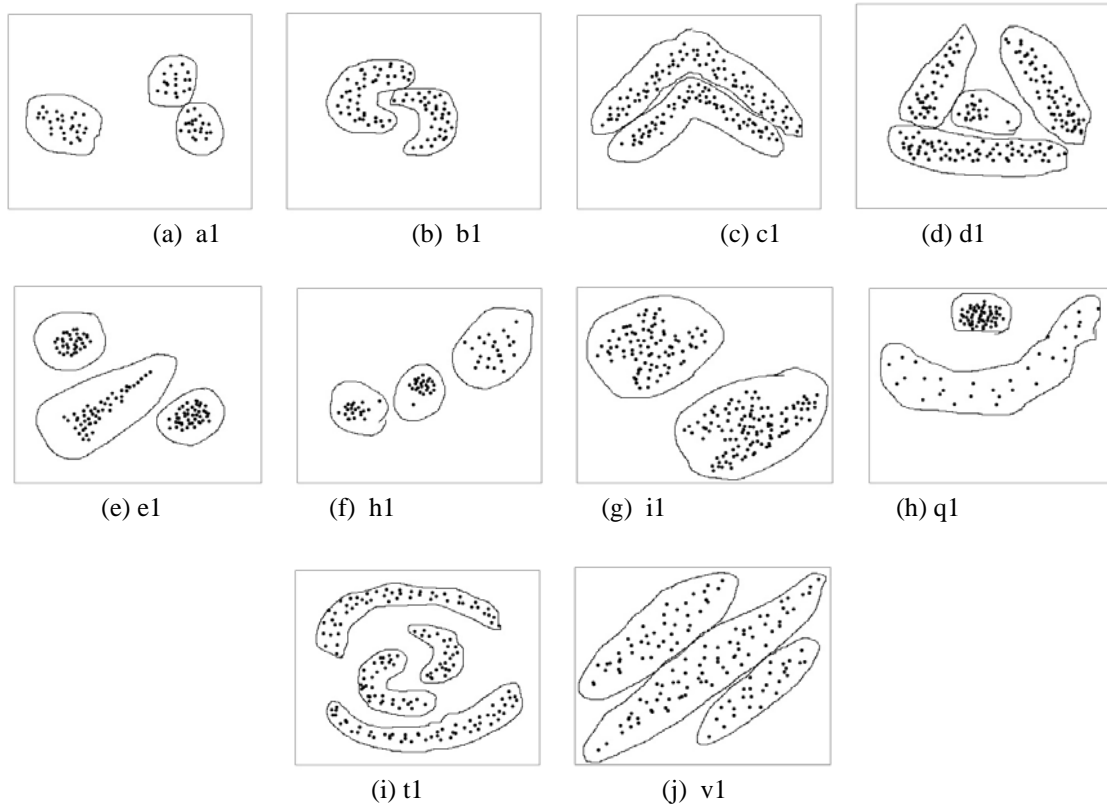 (a) a1 (b) b1 (c) c1 (d) d1
(e) e1 (f) h1 (g) i1 (h) q1
(i) t1 (j) v1